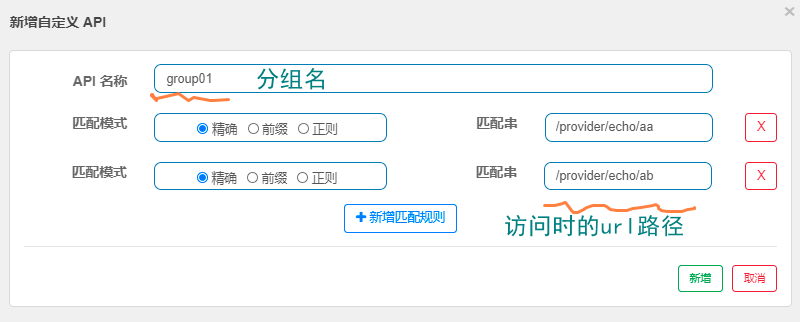 新增自定义 API
×
API 名称 group01 分组名
匹配模式 精确 前缀 正则 匹配串 /provider/echo/aa X
匹配模式 精确 前缀 正则 匹配串 /provider/echo/ab X
+ 新增匹配规则
访问时的url路径
新增 取消